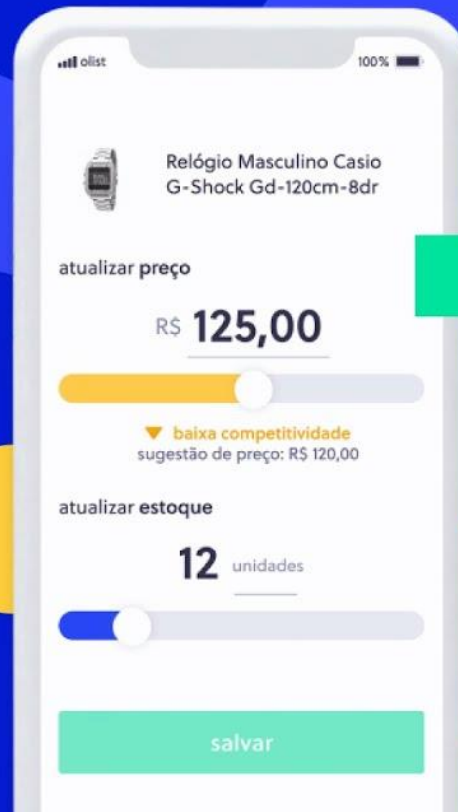 olist 100%
Relógio Masculino Casio
G-Shock Gd-120cm-8dr
atualizar preço
R$ 125,00
baixa competitividade
sugestão de preço: R$ 120,00
atualizar estoque
12 unidades
salvar